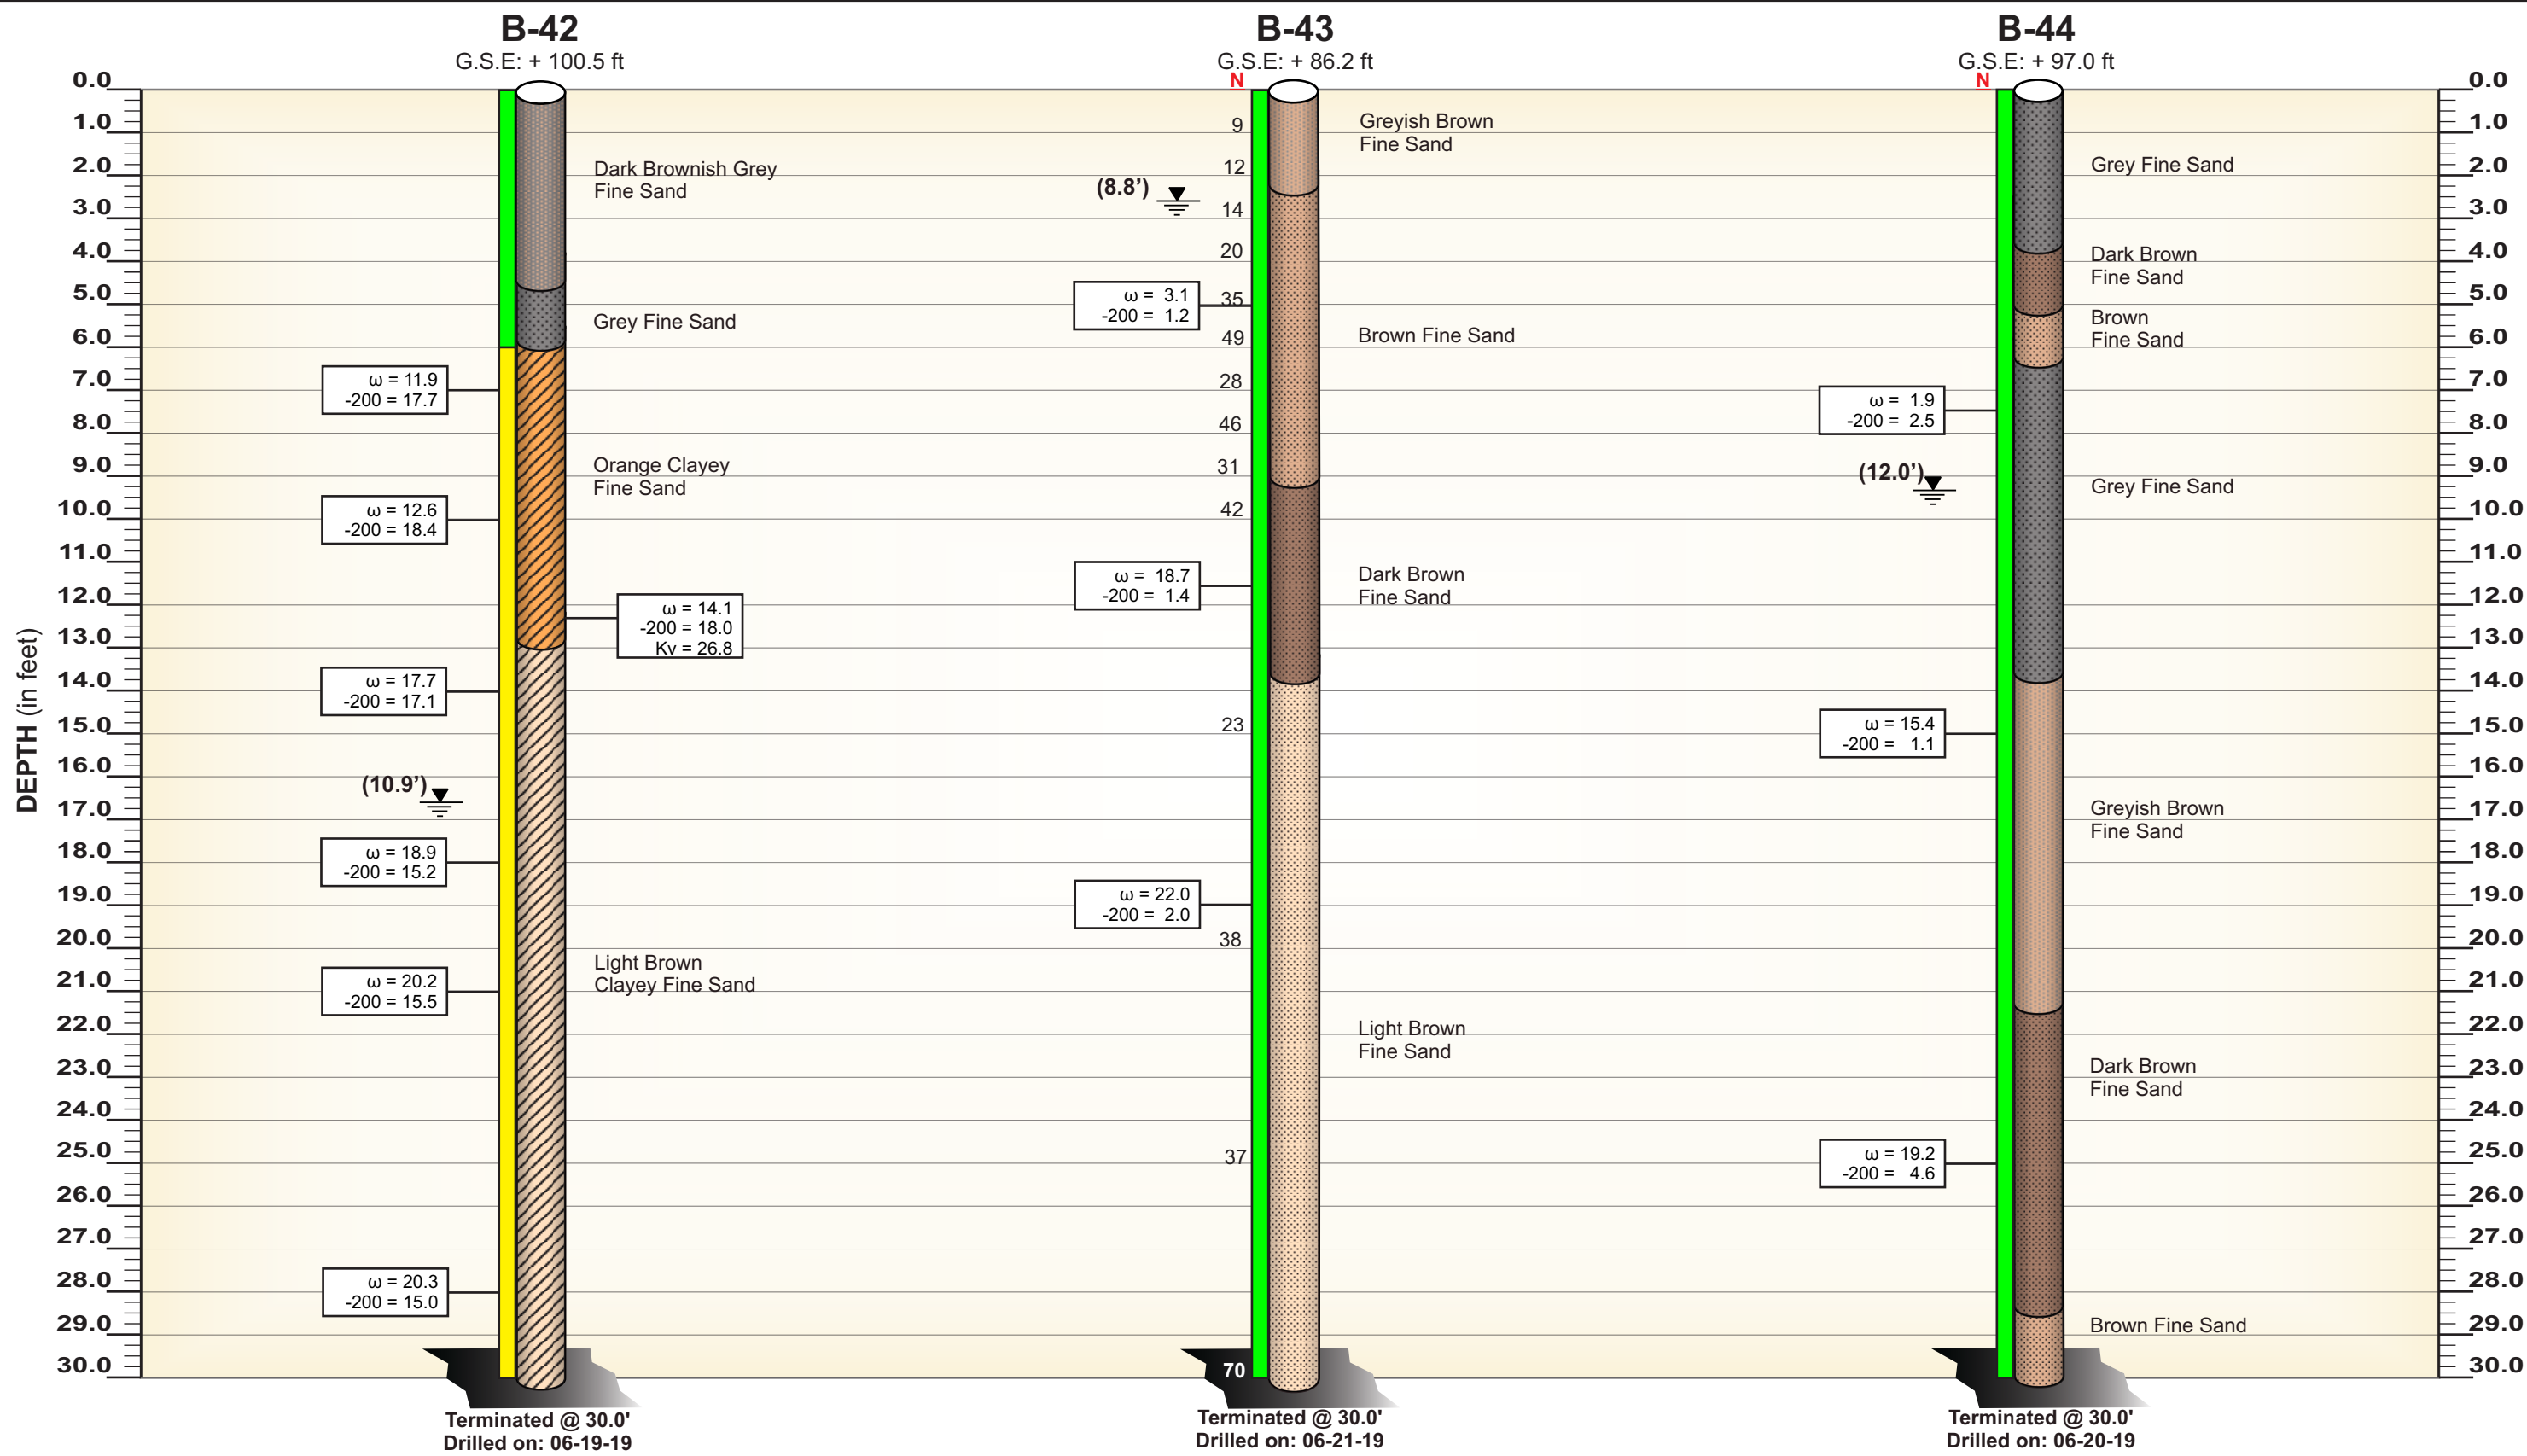 B-42
G.S.E: + 100.5 ft
B-43
G.S.E: + 86.2 ft
B-44
G.S.E: + 97.0 ft
DEPTH (in feet)
0.0
1.0
2.0
3.0
4.0
5.0
6.0
7.0
8.0
9.0
10.0
11.0
12.0
13.0
14.0
15.0
16.0
17.0
18.0
19.0
20.0
21.0
22.0
23.0
24.0
25.0
26.0
27.0
28.0
29.0
30.0
Dark Brownish Grey
Fine Sand
Grey Fine Sand
ω = 11.9
-200 = 17.7
Orange Clayey
Fine Sand
ω = 12.6
-200 = 18.4
ω = 14.1
-200 = 18.0
Kv = 26.8
ω = 17.7
-200 = 17.1
(10.9’)
ω = 18.9
-200 = 15.2
Light Brown
Clayey Fine Sand
ω = 20.2
-200 = 15.5
ω = 20.3
-200 = 15.0
Terminated @ 30.0'
Drilled on: 06-19-19
N
9
12
14
20
35
49
28
46
31
42
23
38
37
70
Greyish Brown
Fine Sand
(8.8’)
ω = 3.1
-200 = 1.2
Brown Fine Sand
ω = 18.7
-200 = 1.4
Dark Brown
Fine Sand
ω = 22.0
-200 = 2.0
Light Brown
Fine Sand
Terminated @ 30.0'
Drilled on: 06-21-19
N
Grey Fine Sand
Dark Brown
Fine Sand
Brown
Fine Sand
ω = 1.9
-200 = 2.5
(12.0’)
Grey Fine Sand
ω = 15.4
-200 = 1.1
Greyish Brown
Fine Sand
Dark Brown
Fine Sand
ω = 19.2
-200 = 4.6
Brown Fine Sand
Terminated @ 30.0'
Drilled on: 06-20-19
0.0
1.0
2.0
3.0
4.0
5.0
6.0
7.0
8.0
9.0
10.0
11.0
12.0
13.0
14.0
15.0
16.0
17.0
18.0
19.0
20.0
21.0
22.0
23.0
24.0
25.0
26.0
27.0
28.0
29.0
30.0